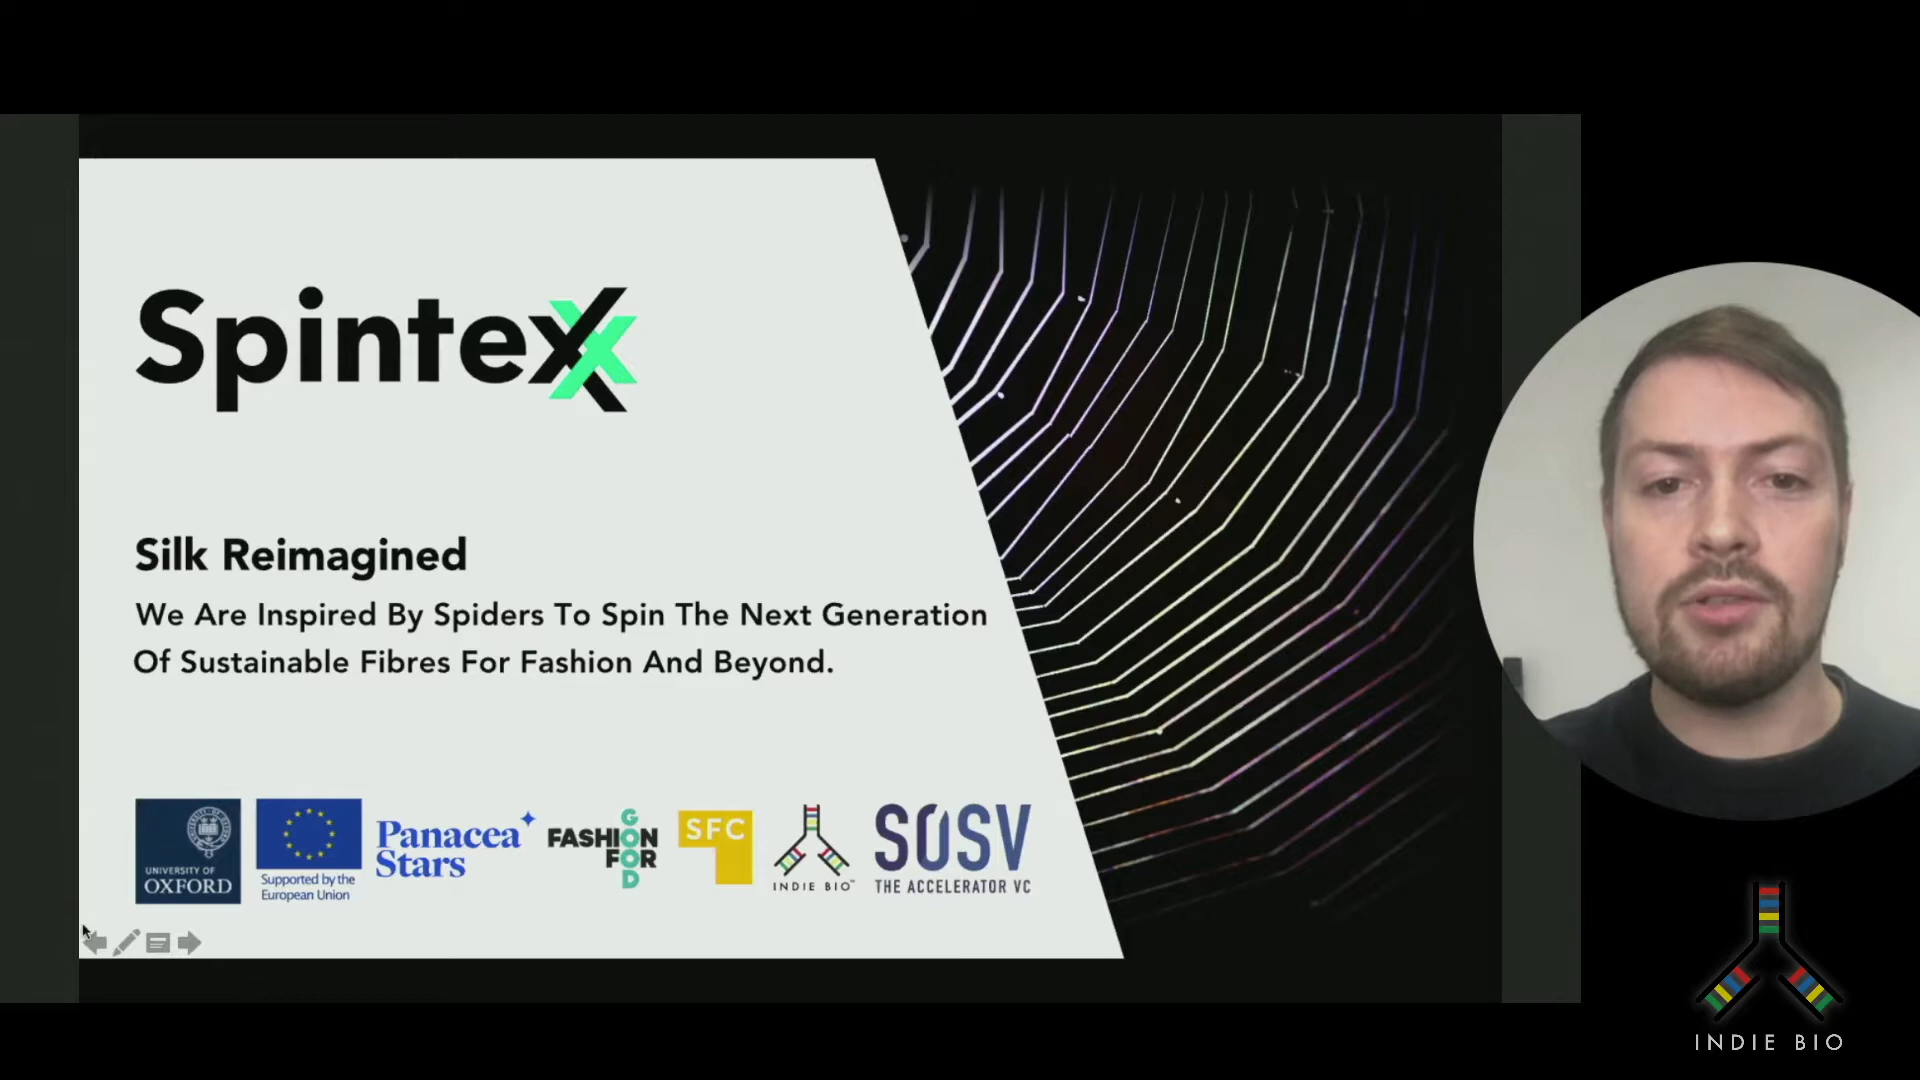 Spintex
Silk Reimagined
We Are Inspired By Spiders To Spin The Next Generation
Of Sustainable Fibres For Fashion And Beyond.
UNIVERSITY OF
OXFORD
Supported by the
European Union
Panacea
Stars
FASHION
FOR
GOOD
SFC
INDIE BIO™
SOSV
THE ACCELERATOR VC
INDIE BIO